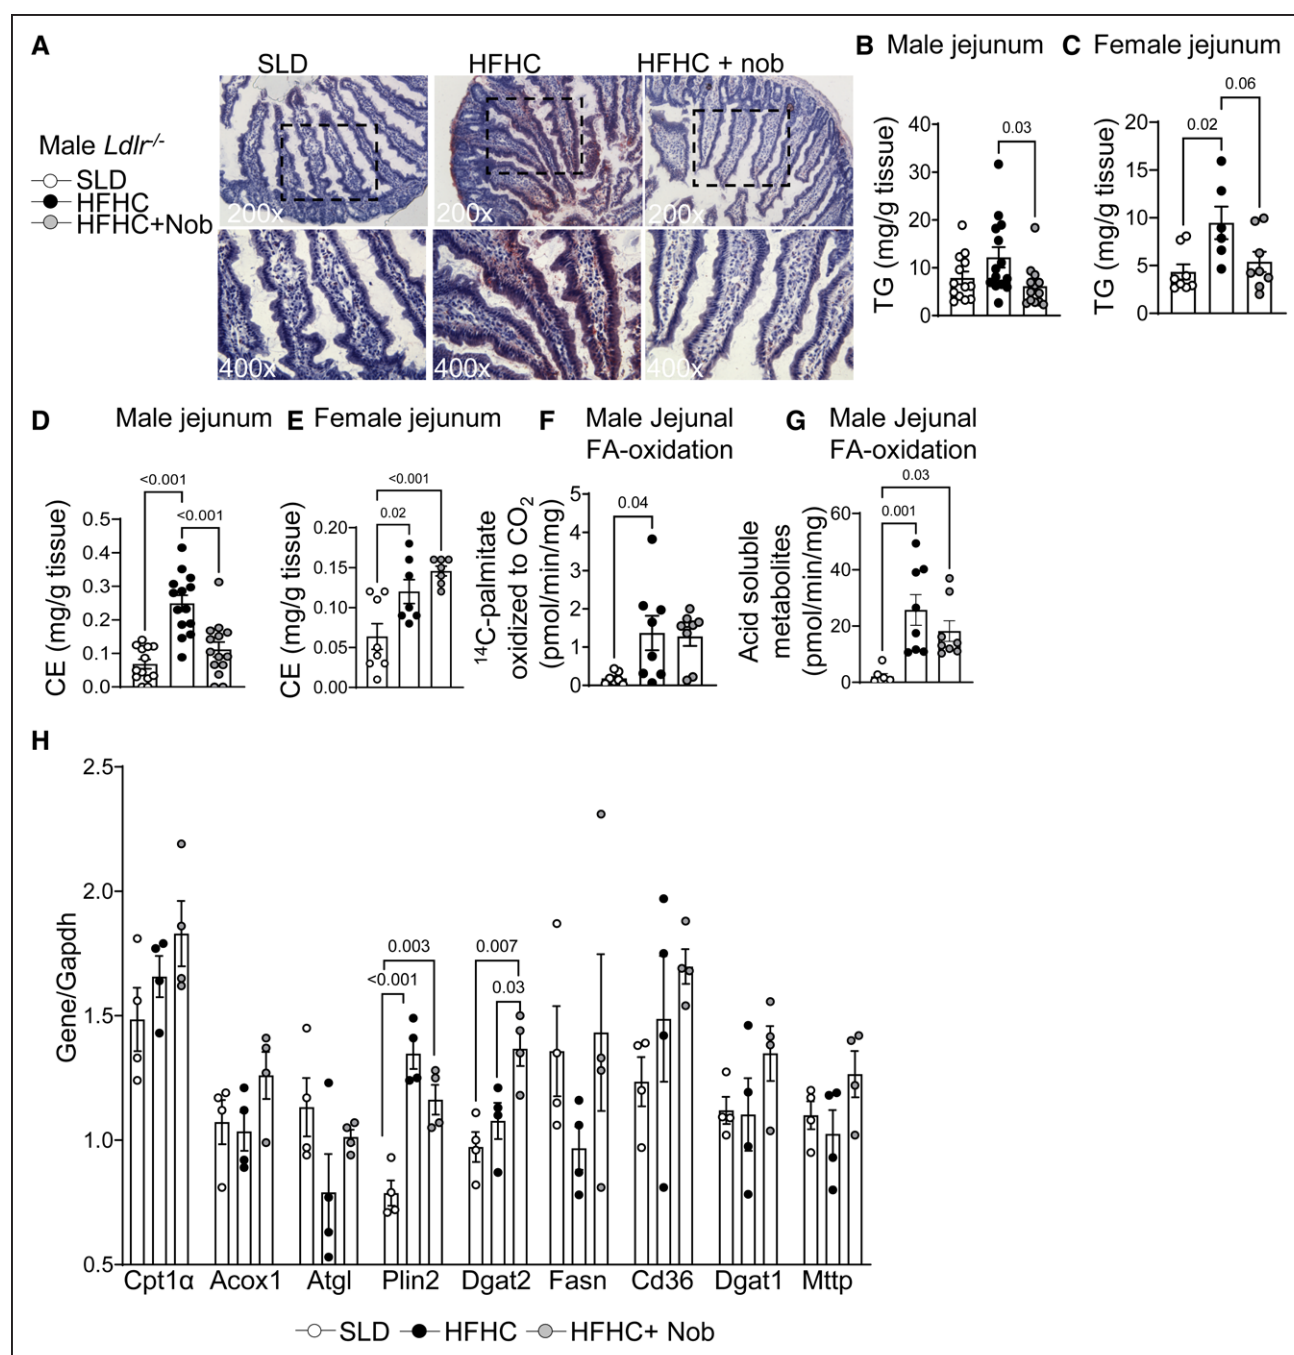 A
SLD
HFHC
HFHC + nob
Male Ldlr-/-
SLD
HFHC
HFHC+Nob
200x
200x
200x
400x
400x
400x
B Male jejunum
TG (mg/g tissue)
40
30
20
10
0
0.03
C Female jejunum
TG (mg/g tissue)
20
15
10
5
0
0.02
0.06
D Male jejunum
CE (mg/g tissue)
0.5
0.4
0.3
0.2
0.1
0.0
<0.001
<0.001
E Female jejunum
CE (mg/g tissue)
0.20
0.15
0.10
0.05
0.00
<0.001
0.02
F Male Jejunal
FA-oxidation
14C-palmitate
oxidized to CO2
(pmol/min/mg)
5
4
3
2
1
0
0.04
G Male Jejunal
FA-oxidation
Acid soluble
metabolites
(pmol/min/mg)
60
40
20
0
0.03
0.001
H
Gene/Gapdh
2.5
2.0
1.5
1.0
0.5
0.003
<0.001
0.007
0.03
Cpt1α Acox1 Atgl Plin2 Dgat2 Fasn Cd36 Dgat1 Mttp
SLD HFHC HFHC+ Nob